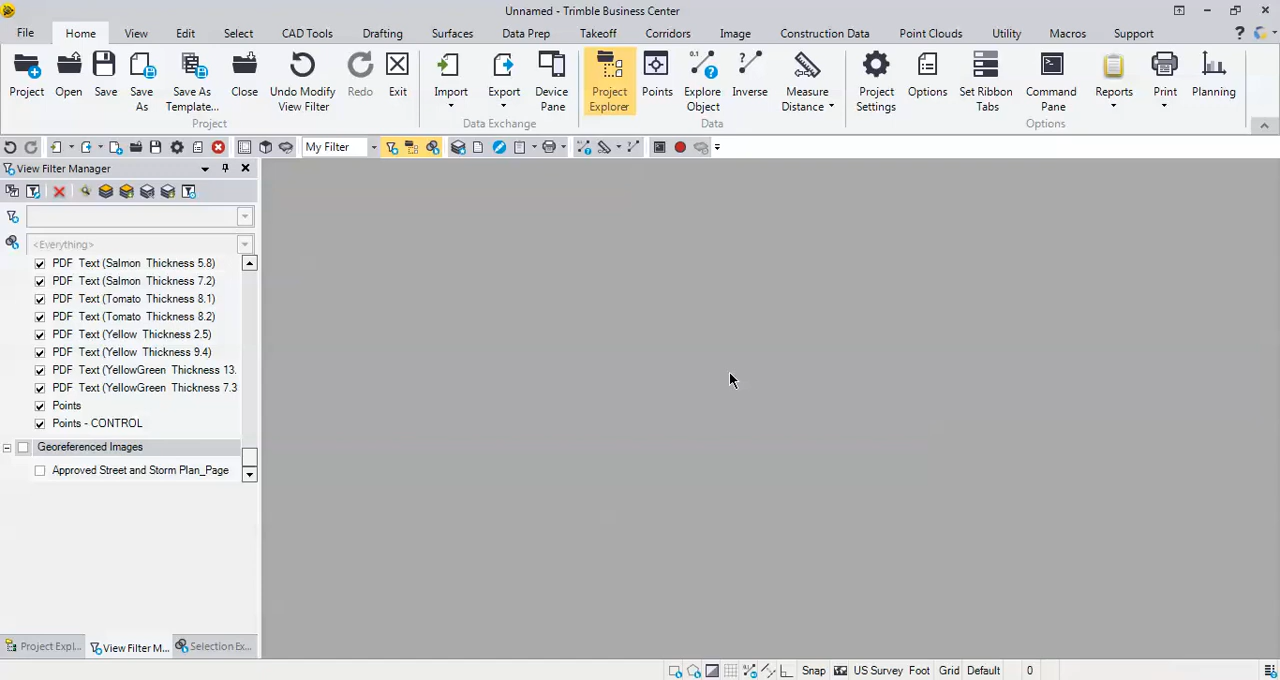 Unnamed - Trimble Business Center
File Home View Edit Select CAD Tools Drafting Surfaces Data Prep Takeoff Corridors Image Construction Data Point Clouds Utility Macros Support
Project Open Save Save As Save As Template... Close Undo Modify View Filter Redo Exit Import Export Device Pane Project Explorer Points Explore Object Inverse Measure Distance Project Settings Options Set Ribbon Tabs Command Pane Reports Print Planning
Project Data Exchange Data Options
My Filter
View Filter Manager
<Everything>
PDF Text (Salmon Thickness 5.8)
PDF Text (Salmon Thickness 7.2)
PDF Text (Tomato Thickness 8.1)
PDF Text (Tomato Thickness 8.2)
PDF Text (Yellow Thickness 2.5)
PDF Text (Yellow Thickness 9.4)
PDF Text (YellowGreen Thickness 13.
PDF Text (YellowGreen Thickness 7.3
Points
Points - CONTROL
Georeferenced Images
Approved Street and Storm Plan_Page
Project Expl... View Filter M... Selection Ex...
Snap US Survey Foot Grid Default 0